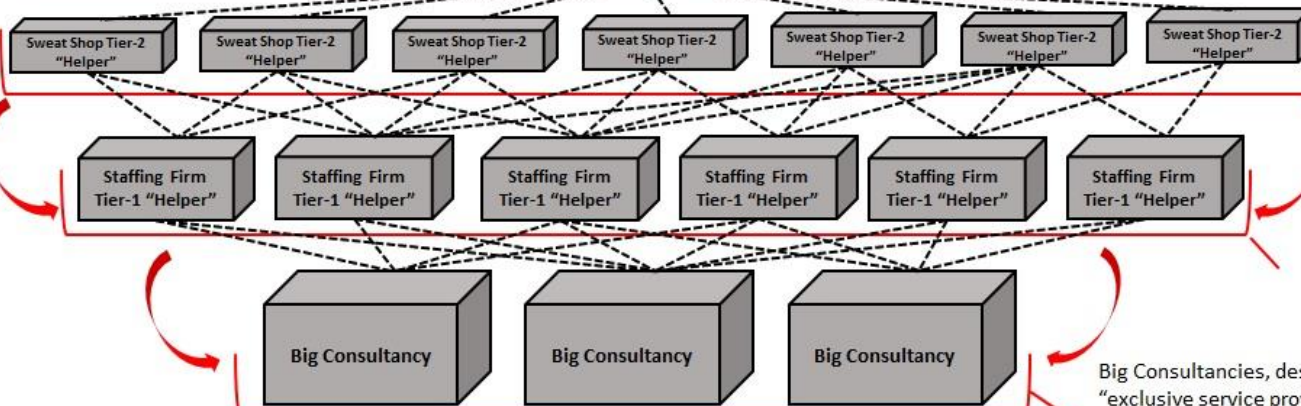 Sweat Shop Tier-2
"Helper"
Sweat Shop Tier-2
"Helper"
Sweat Shop Tier-2
"Helper"
Sweat Shop Tier-2
"Helper"
Sweat Shop Tier-2
"Helper"
Sweat Shop Tier-2
"Helper"
Sweat Shop Tier-2
"Helper"
Staffing Firm
Tier-1 "Helper"
Staffing Firm
Tier-1 "Helper"
Staffing Firm
Tier-1 "Helper"
Staffing Firm
Tier-1 "Helper"
Staffing Firm
Tier-1 "Helper"
Staffing Firm
Tier-1 "Helper"
Big Consultancy
Big Consultancy
Big Consultancy
Big Consultancies, des
"exclusive service prov